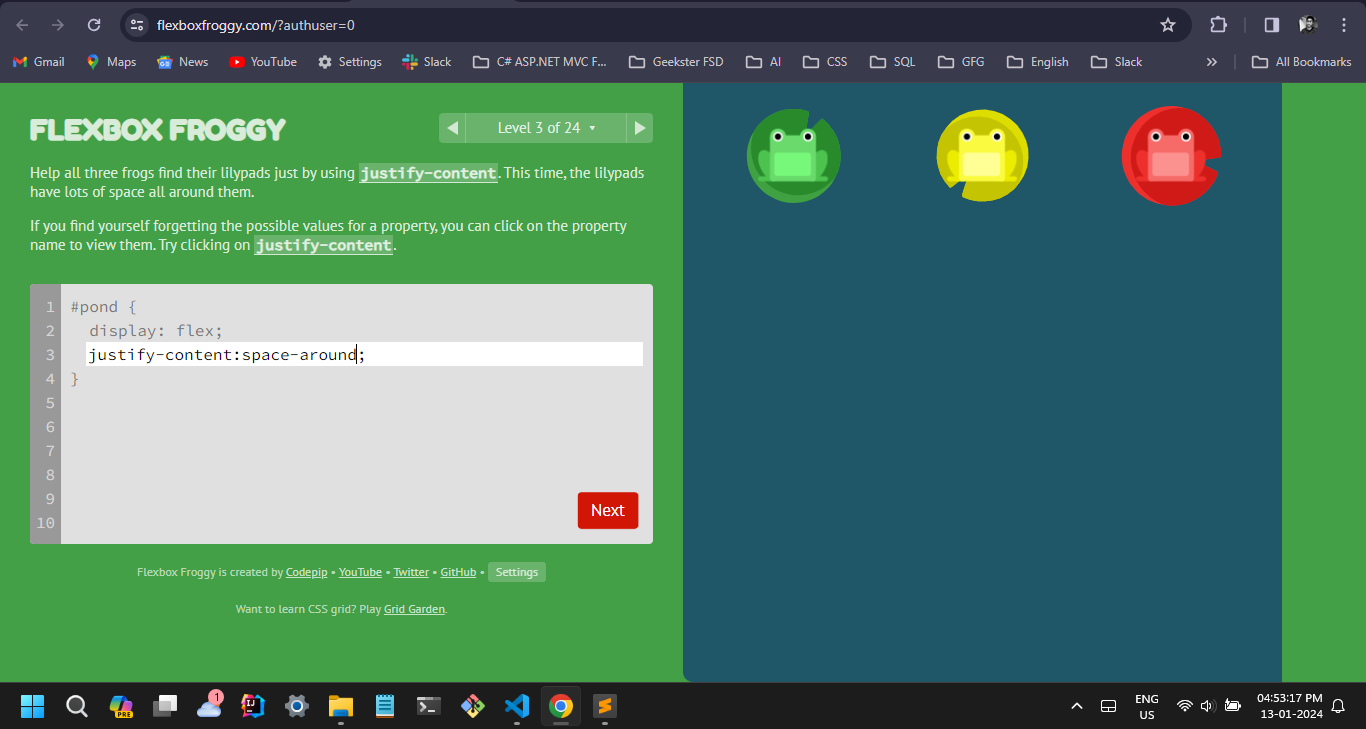 flexboxfroggy.com/?authuser=0
Gmail Maps News YouTube Settings Slack C# ASP.NET MVC F... Geekster FSD AI CSS SQL GFG English Slack » All Bookmarks
FLEXBOX FROGGY
Level 3 of 24
Help all three frogs find their lilypads just by using justify-content. This time, the lilypads
have lots of space all around them.
If you find yourself forgetting the possible values for a property, you can click on the property
name to view them. Try clicking on justify-content.
1 #pond {
2 display: flex;
3 justify-content:space-around;
4 }
5
6
7
8
9
10
Next
Flexbox Froggy is created by Codepip • YouTube • Twitter • GitHub • Settings
Want to learn CSS grid? Play Grid Garden.
PRE
1
IJ
ENG
US
04:53:17 PM
13-01-2024